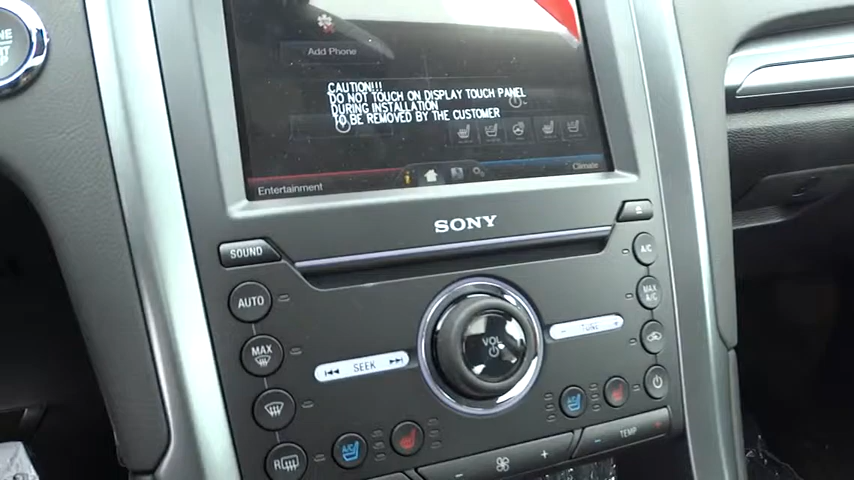 Add Phone
CAUTION!!!
DO NOT TOUCH ON DISPLAY TOUCH PANEL
DURING INSTALLATION
TO BE REMOVED BY THE CUSTOMER
Entertainment
Climate
SONY
SOUND
A/C
AUTO
MAX A/C
VOL
- TUNE +
MAX
SEEK
R
A/C
A/C
- +
- TEMP +